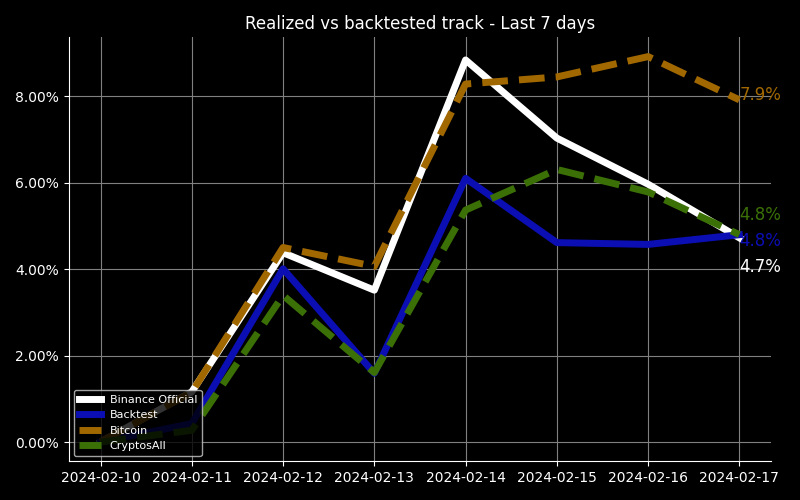 Realized vs backtested track - Last 7 days
8.00%
6.00%
4.00%
2.00%
0.00%
7.9%
4.8%
4.8%
4.7%
Binance Official
Backtest
Bitcoin
CryptosAll
2024-02-10 2024-02-11 2024-02-12 2024-02-13 2024-02-14 2024-02-15 2024-02-16 2024-02-17